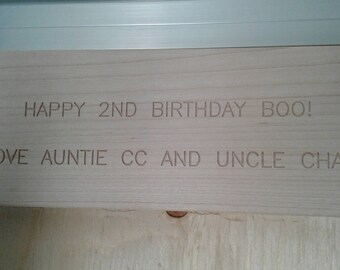 HAPPY 2ND BIRTHDAY BOO!
OVE AUNTIE CC AND UNCLE CHA